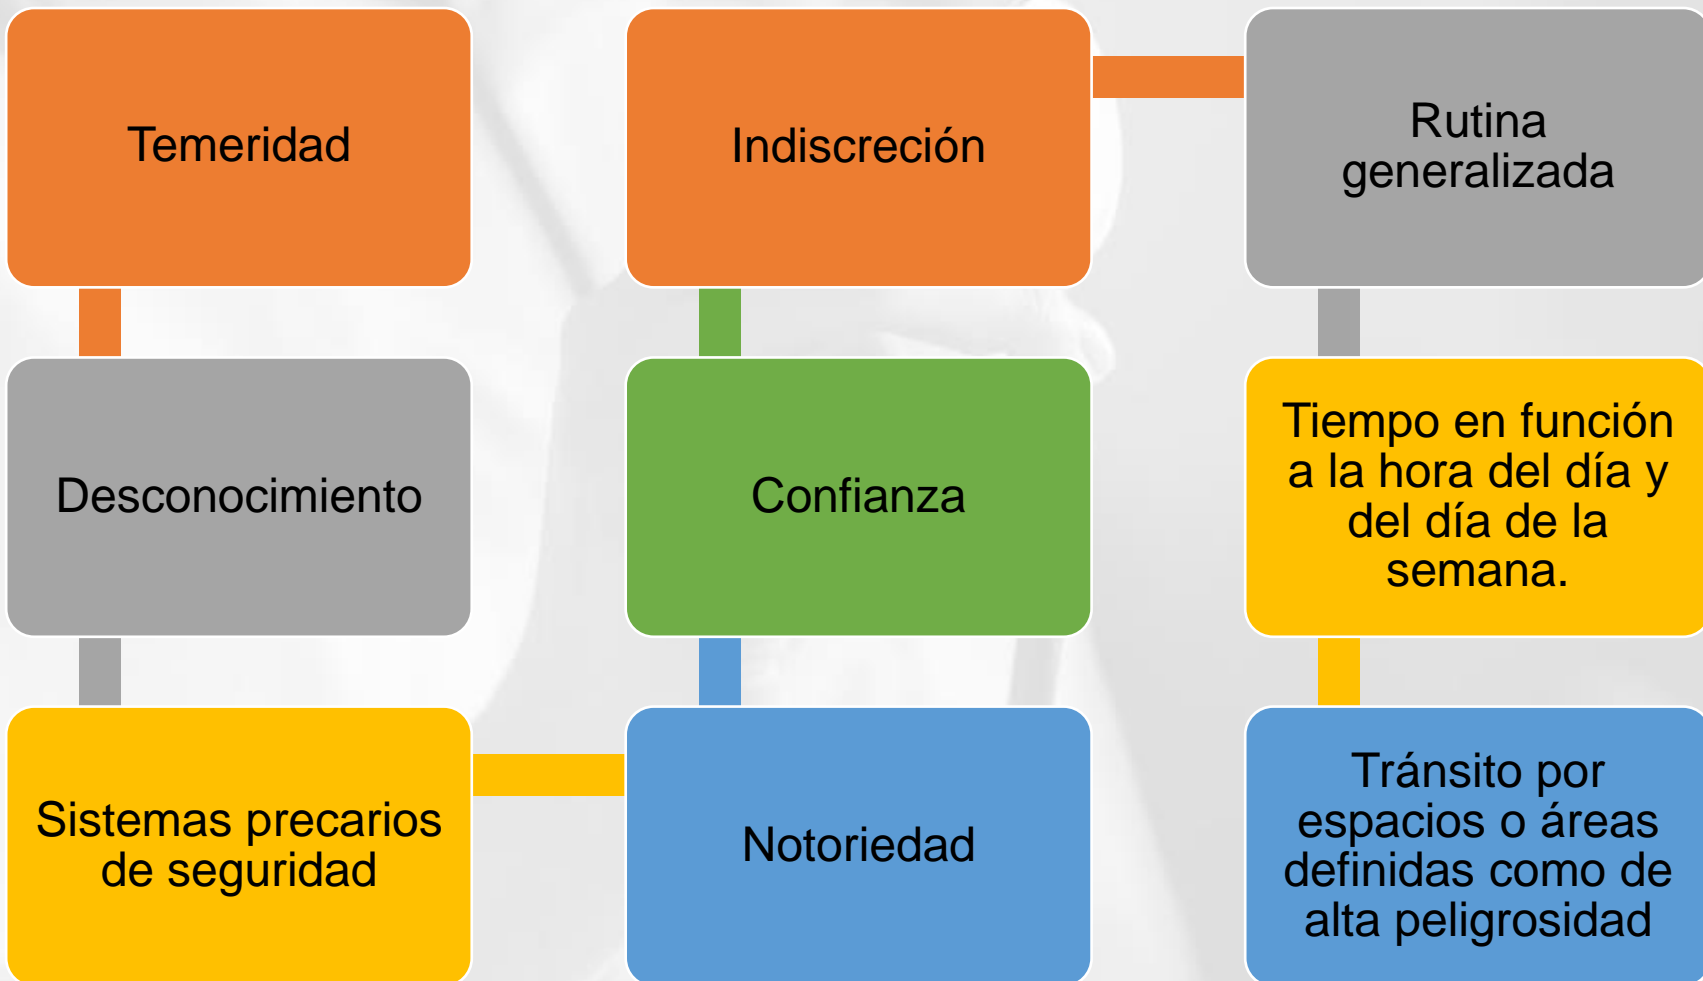 Temeridad
Desconocimiento
Sistemas precarios
de seguridad
Notoriedad
Confianza
Indiscreción
Rutina
generalizada
Tiempo en función
a la hora del día y
del día de la
semana.
Tránsito por
espacios o áreas
definidas como de
alta peligrosidad